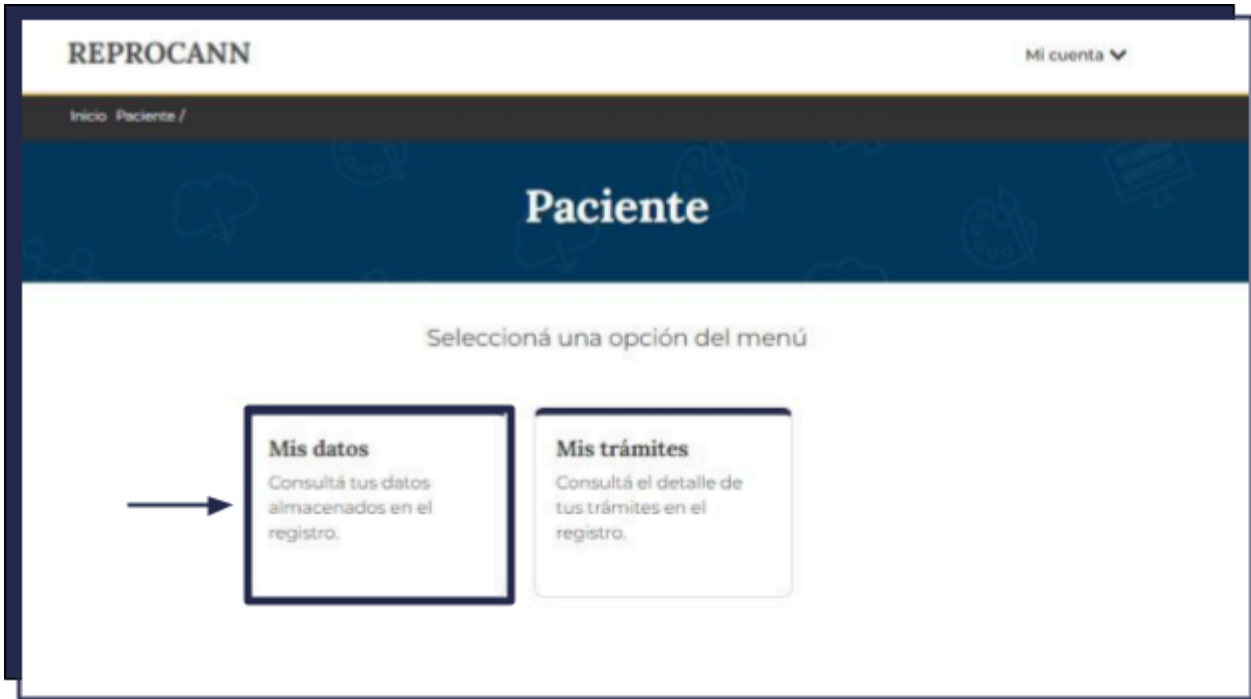 REPROCANN
Mi cuenta
Inicio Paciente /
Paciente
Seleccioná una opción del menú
Mis datos
Consultá tus datos
almacenados en el
registro.
Mis trámites
Consultá el detalle de
tus trámites en el
registro.